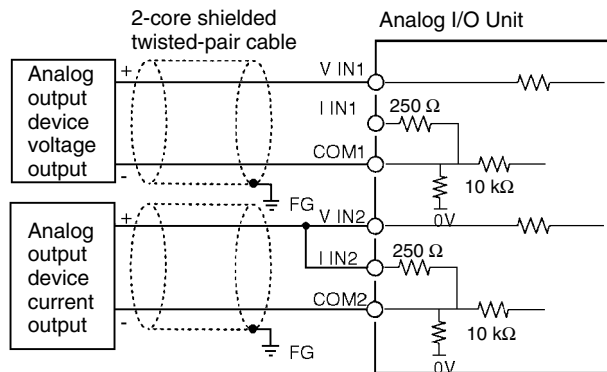 2-core shielded
twisted-pair cable
Analog I/O Unit
Analog
output
device
voltage
output
+
-
V IN1
I IN1
250 Ω
COM1
10 kΩ
0V
FG
Analog
output
device
current
output
+
-
V IN2
I IN2
250 Ω
COM2
10 kΩ
0V
FG